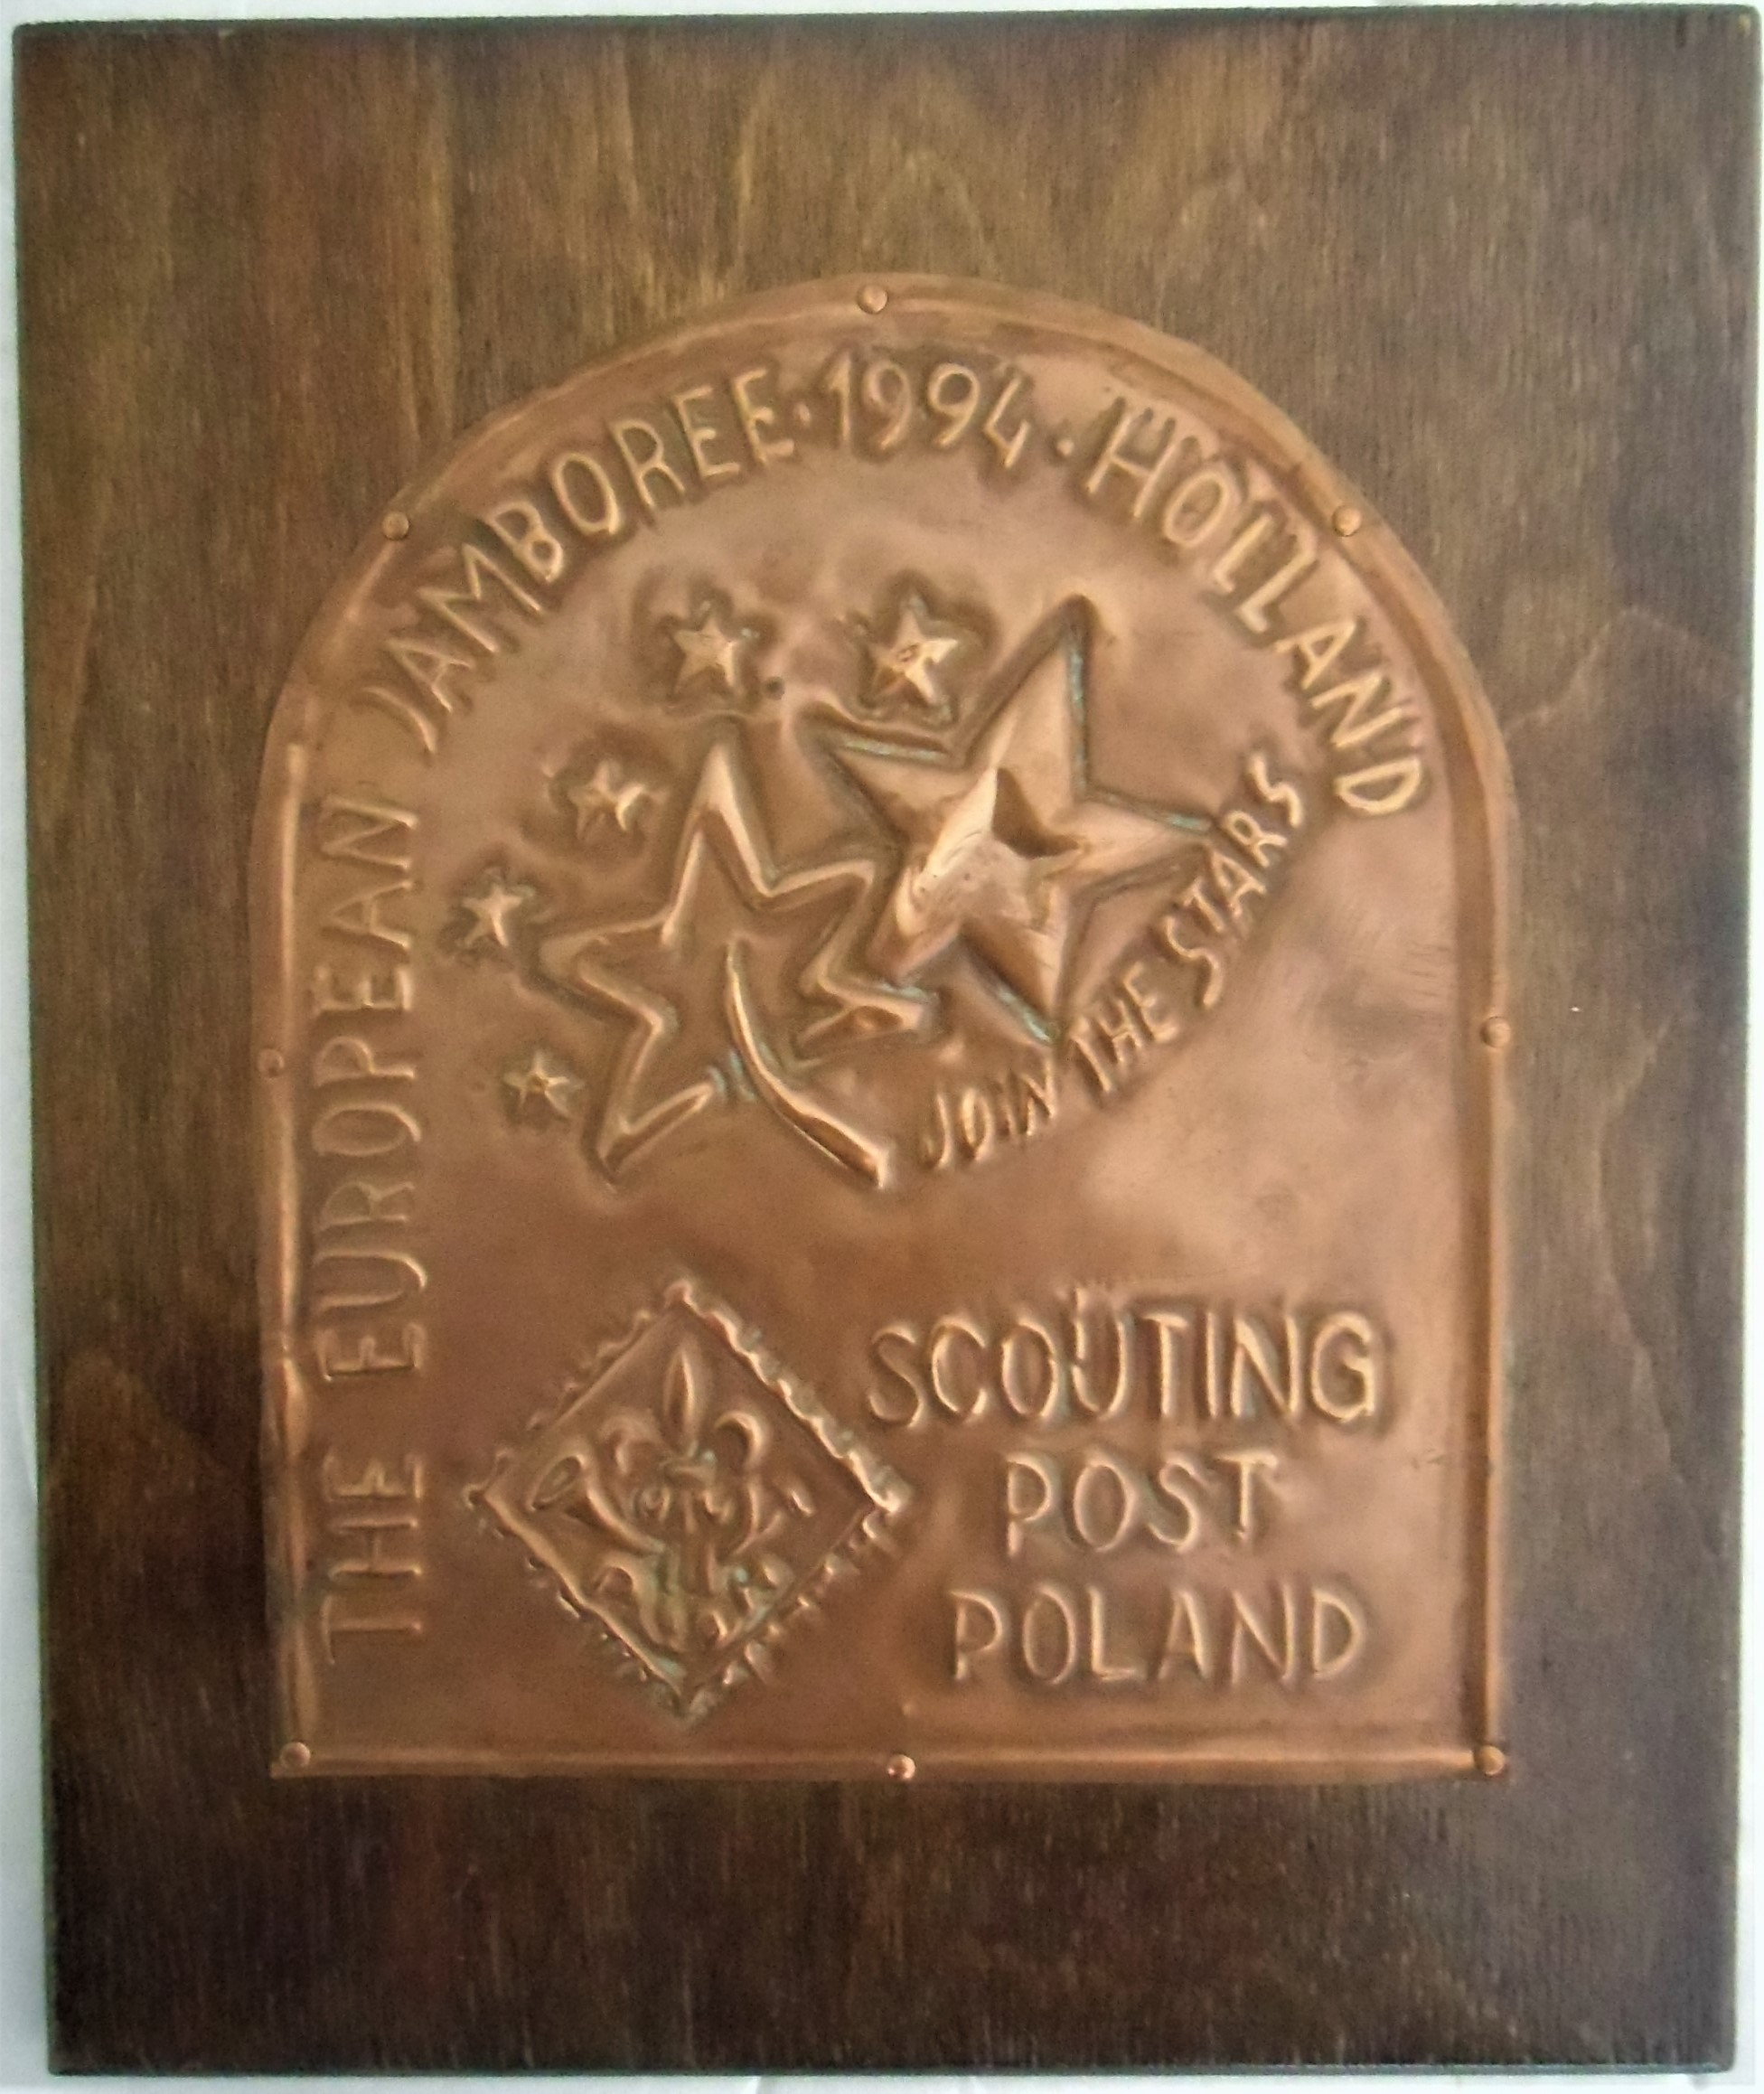 THE EUROPEAN JAMBOREE · 1994 · HOLLAND
JOIN THE STARS
SCOUTING
POST
POLAND